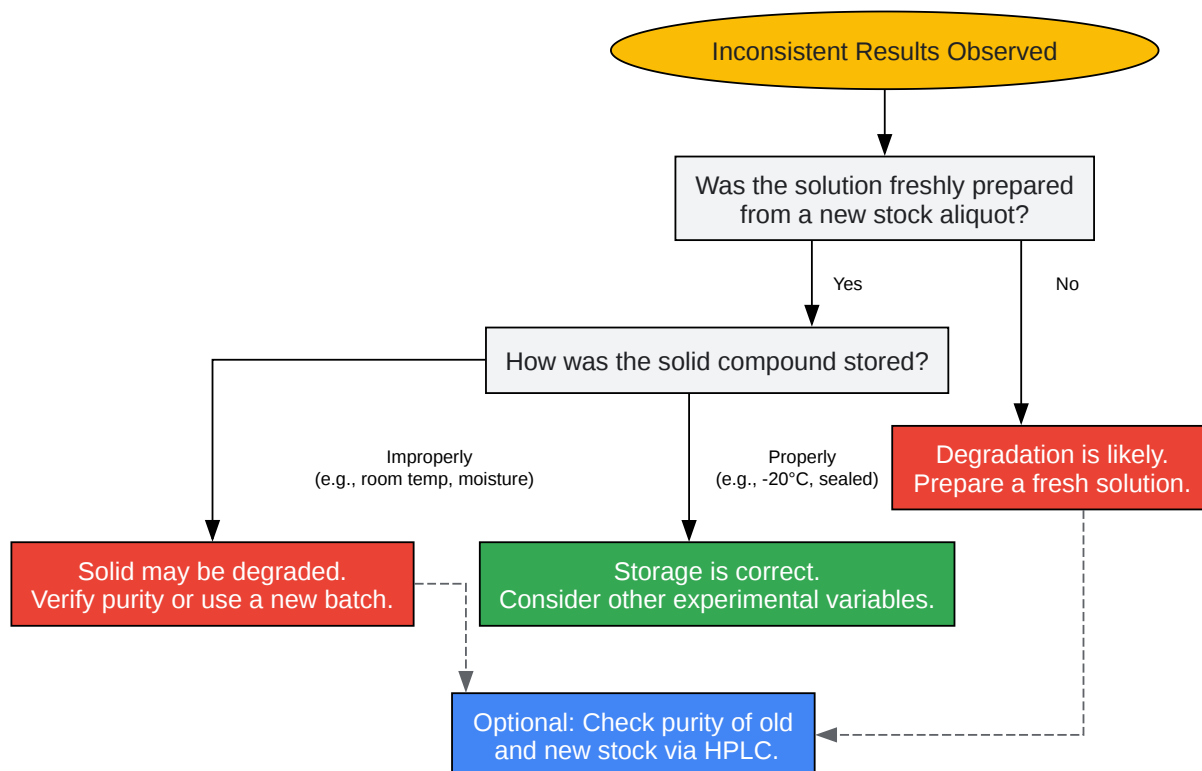 Inconsistent Results Observed
Was the solution freshly prepared
from a new stock aliquot?
Yes
No
How was the solid compound stored?
Improperly
(e.g., room temp, moisture)
Properly
(e.g., -20°C, sealed)
Degradation is likely.
Prepare a fresh solution.
Solid may be degraded.
Verify purity or use a new batch.
Storage is correct.
Consider other experimental variables.
Optional: Check purity of old
and new stock via HPLC.